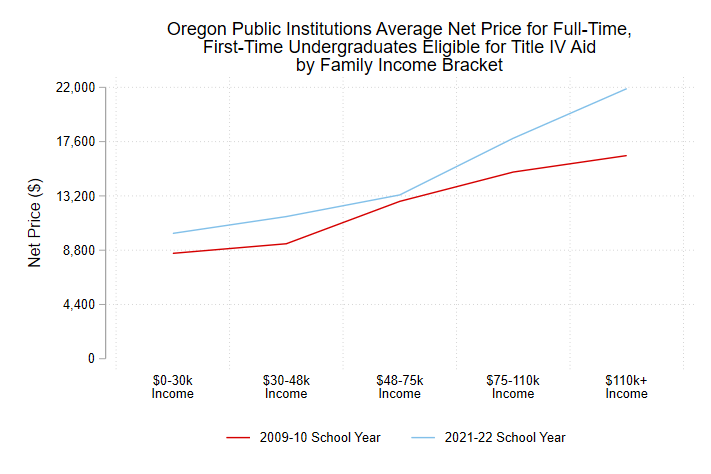 Oregon Public Institutions Average Net Price for Full-Time,
First-Time Undergraduates Eligible for Title IV Aid
by Family Income Bracket
Net Price ($)
22,000
17,600
13,200
8,800
4,400
0
$0-30k
Income
$30-48k
Income
$48-75k
Income
$75-110k
Income
$110k+
Income
2009-10 School Year
2021-22 School Year